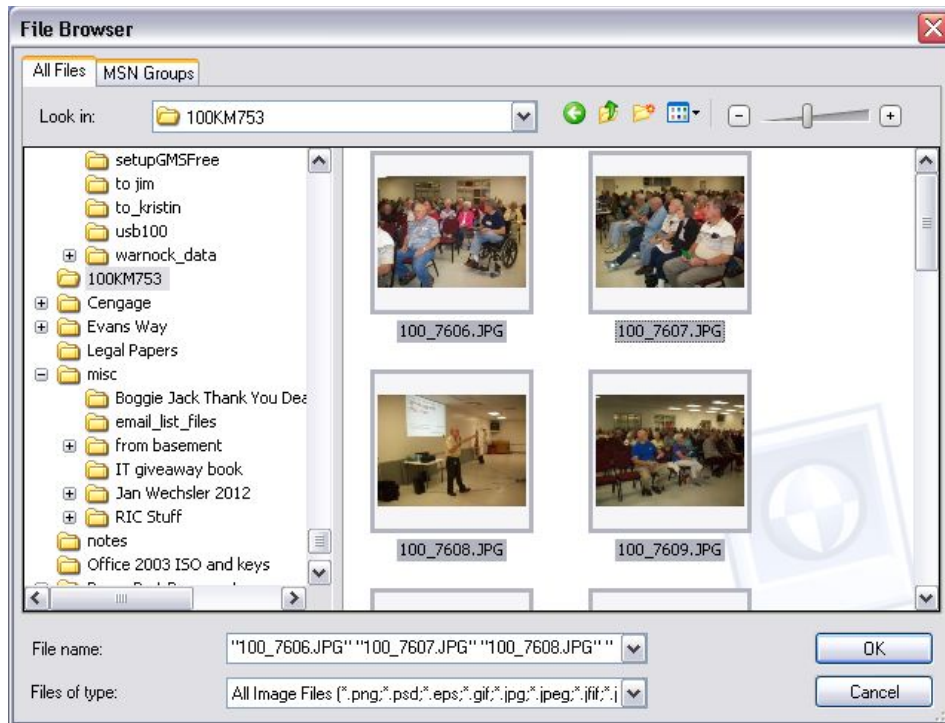 File Browser
All Files MSN Groups
Look in: 100KM753
setupGMSFree
to jim
to_kristin
usb100
warnock_data
100KM753
Cengage
Evans Way
Legal Papers
misc
Boggie Jack Thank You Dea
email_list_files
from basement
IT giveaway book
Jan Wechsler 2012
RIC Stuff
notes
Office 2003 ISO and keys
100_7606.JPG 100_7607.JPG
100_7608.JPG 100_7609.JPG
File name: "100_7606.JPG" "100_7607.JPG" "100_7608.JPG" "
OK
Files of type: All Image Files (*.png;*.psd;*.eps;*.gif;*.jpg;*.jpeg;*.jfif;*.j
Cancel